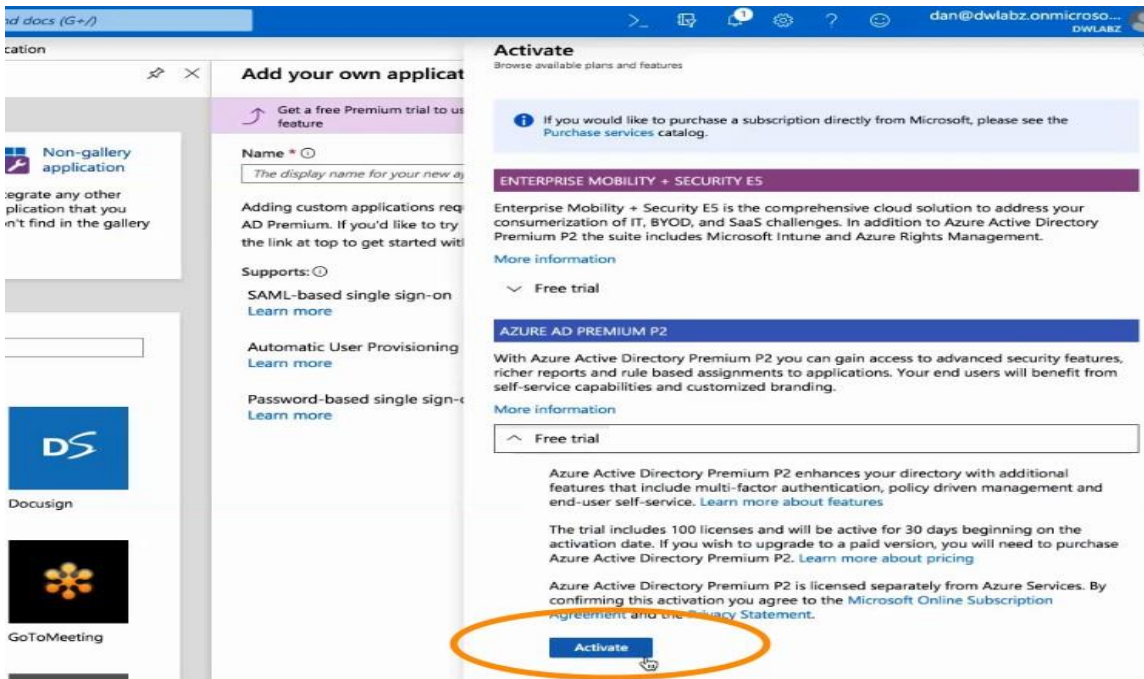 nd docs (G+/)
dan@dwlabz.onmicroso...
DWLABZ
cation
Non-gallery
application
tegrate any other
plication that you
n't find in the gallery
Docusign
GoToMeeting
Add your own applicat
Get a free Premium trial to us
feature
Name *
The display name for your new a
Adding custom applications req
AD Premium. If you'd like to try
the link at top to get started wit
Supports:
SAML-based single sign-on
Learn more
Automatic User Provisioning
Learn more
Password-based single sign-
Learn more
Activate
Browse available plans and features
If you would like to purchase a subscription directly from Microsoft, please see the
Purchase services catalog.
ENTERPRISE MOBILITY + SECURITY E5
Enterprise Mobility + Security E5 is the comprehensive cloud solution to address your
consumerization of IT, BYOD, and SaaS challenges. In addition to Azure Active Directory
Premium P2 the suite includes Microsoft Intune and Azure Rights Management.
More information
Free trial
AZURE AD PREMIUM P2
With Azure Active Directory Premium P2 you can gain access to advanced security features,
richer reports and rule based assignments to applications. Your end users will benefit from
self-service capabilities and customized branding.
More information
Free trial
Azure Active Directory Premium P2 enhances your directory with additional
features that include multi-factor authentication, policy driven management and
end-user self-service. Learn more about features
The trial includes 100 licenses and will be active for 30 days beginning on the
activation date. If you wish to upgrade to a paid version, you will need to purchase
Azure Active Directory Premium P2. Learn more about pricing
Azure Active Directory Premium P2 is licensed separately from Azure Services. By
confirming this activation you agree to the Microsoft Online Subscription
Agreement and the Privacy Statement.
Activate